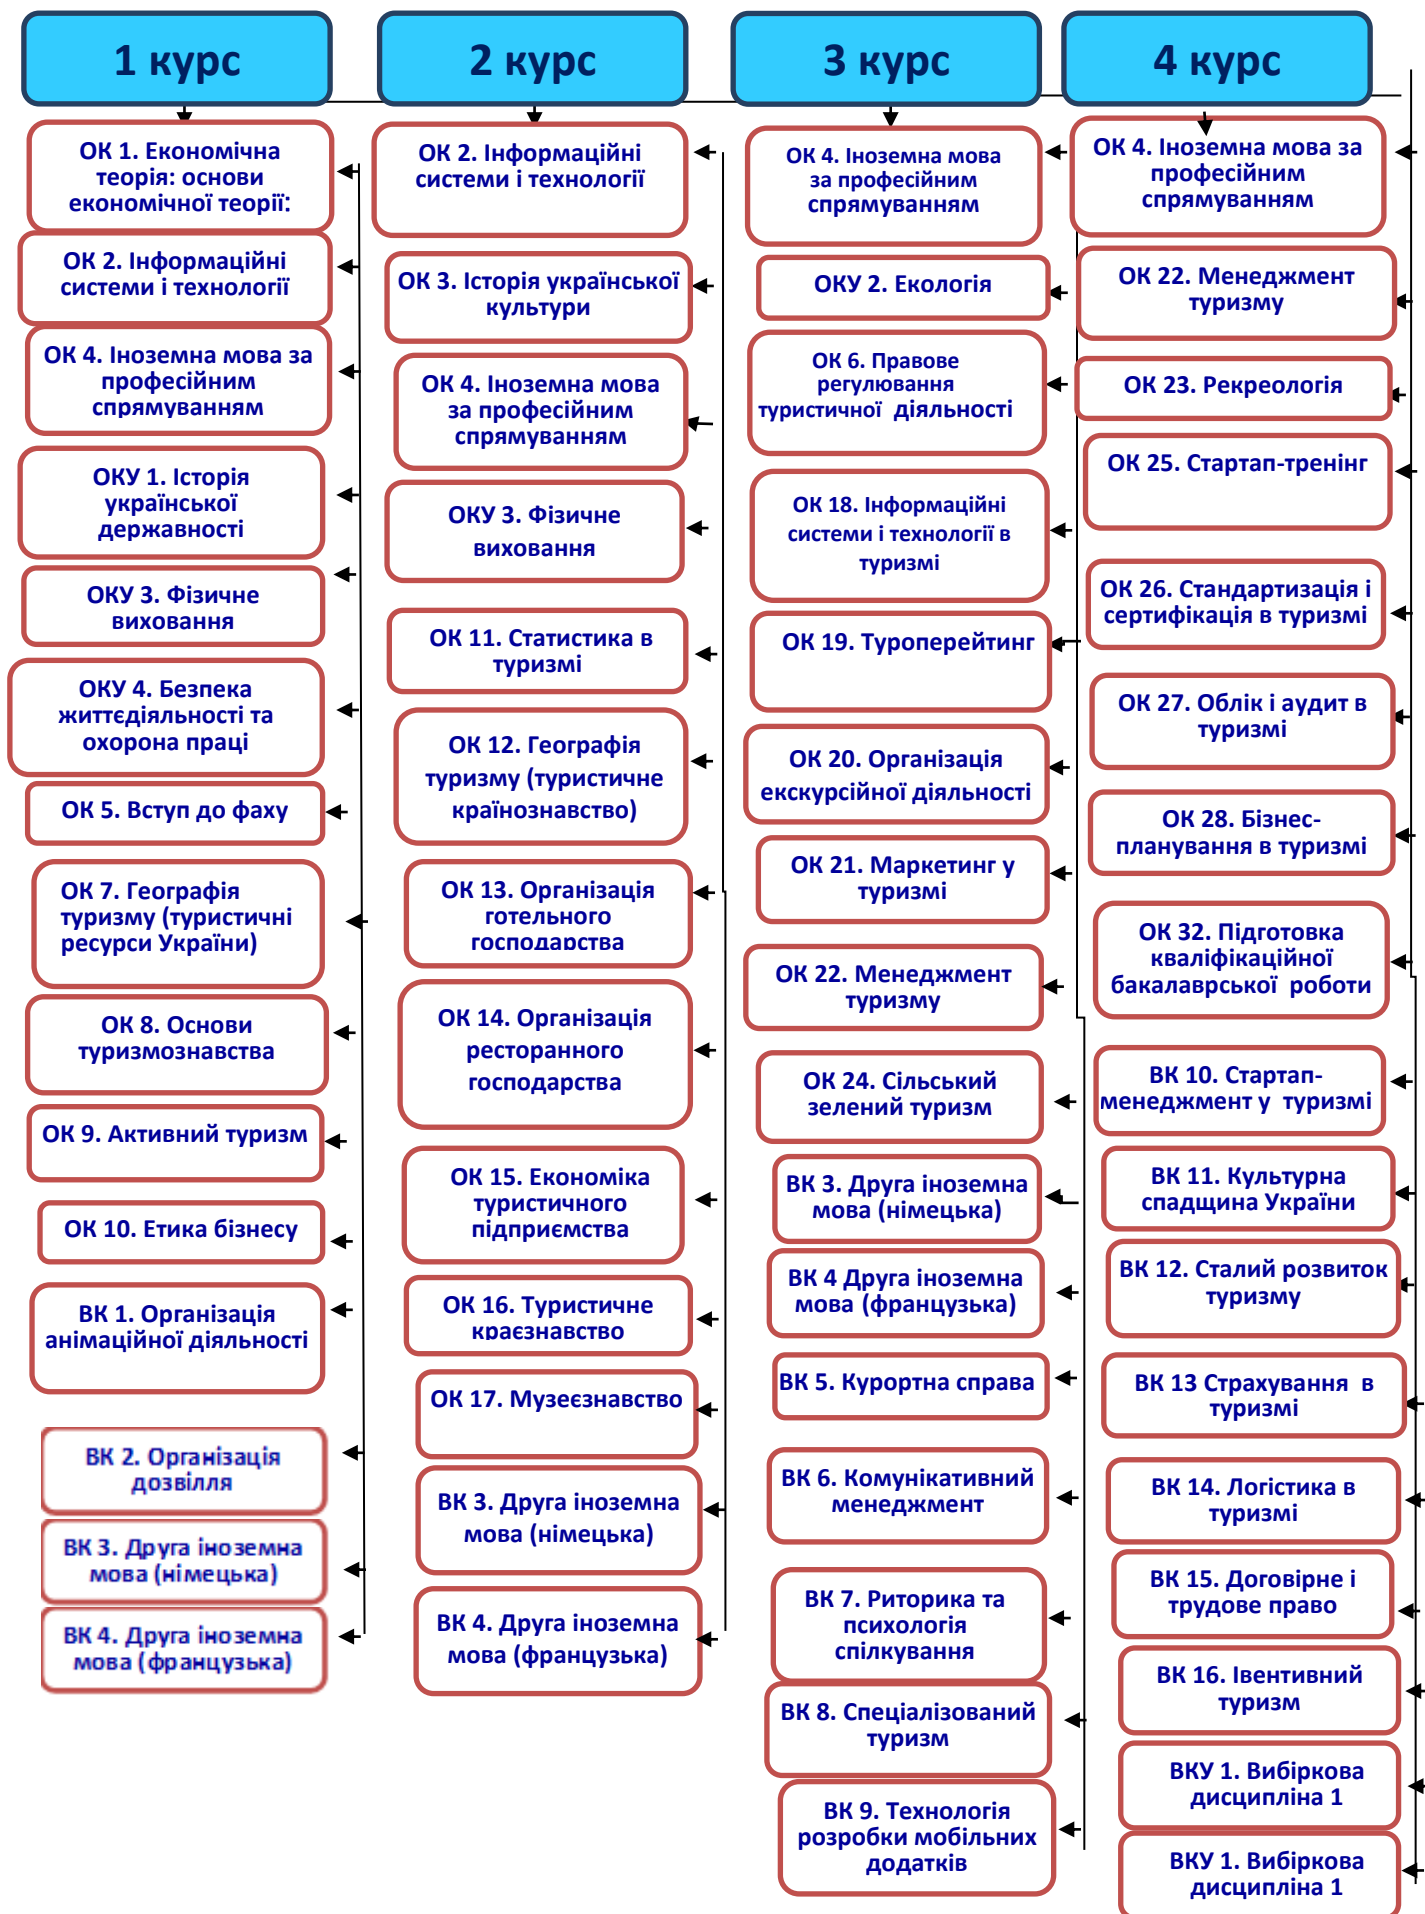 1 курс
2 курс
3 курс
4 курс
ОК 1. Економічна
теорія: основи
економічної теорії:
ОК 2. Інформаційні
системи і технології
ОК 4. Іноземна мова за
професійним
спрямуванням
ОКУ 1. Історія
української
державності
ОКУ 3. Фізичне
виховання
ОКУ 4. Безпека
життєдіяльності та
охорона праці
ОК 5. Вступ до фаху
ОК 7. Географія
туризму (туристичні
ресурси України)
ОК 8. Основи
туризмознавства
ОК 9. Активний туризм
ОК 10. Етика бізнесу
ВК 1. Організація
анімаційної діяльності
ВК 2. Організація
дозвілля
ВК 3. Друга іноземна
мова (німецька)
ВК 4. Друга іноземна
мова (французька)
ОК 2. Інформаційні
системи і технології
ОК 3. Історія української
культури
ОК 4. Іноземна мова
за професійним
спрямуванням
ОКУ 3. Фізичне
виховання
ОК 11. Статистика в
туризмі
ОК 12. Географія
туризму (туристичне
країнознавство)
ОК 13. Організація
готельного
господарства
ОК 14. Організація
ресторанного
господарства
ОК 15. Економіка
туристичного
підприємства
ОК 16. Туристичне
краєзнавство
ОК 17. Музеєзнавство
ВК 3. Друга іноземна
мова (німецька)
ВК 4. Друга іноземна
мова (французька)
ОК 4. Іноземна мова
за професійним
спрямуванням
ОКУ 2. Екологія
ОК 6. Правове
регулювання
туристичної діяльності
ОК 18. Інформаційні
системи і технології в
туризмі
ОК 19. Туроперейтинг
ОК 20. Організація
екскурсійної діяльності
ОК 21. Маркетинг у
туризмі
ОК 22. Менеджмент
туризму
ОК 24. Сільський
зелений туризм
ВК 3. Друга іноземна
мова (німецька)
ВК 4 Друга іноземна
мова (французька)
ВК 5. Курортна справа
ВК 6. Комунікативний
менеджмент
ВК 7. Риторика та
психологія
спілкування
ВК 8. Спеціалізований
туризм
ВК 9. Технологія
розробки мобільних
додатків
ОК 4. Іноземна мова за
професійним
спрямуванням
ОК 22. Менеджмент
туризму
ОК 23. Рекреологія
ОК 25. Стартап-тренінг
ОК 26. Стандартизація і
сертифікація в туризмі
ОК 27. Облік і аудит в
туризмі
ОК 28. Бізнес-
планування в туризмі
ОК 32. Підготовка
кваліфікаційної
бакалаврської роботи
ВК 10. Стартап-
менеджмент у туризмі
ВК 11. Культурна
спадщина України
ВК 12. Сталий розвиток
туризму
ВК 13 Страхування в
туризмі
ВК 14. Логістика в
туризмі
ВК 15. Договірне і
трудове право
ВК 16. Івентивний
туризм
ВКУ 1. Вибіркова
дисципліна 1
ВКУ 1. Вибіркова
дисципліна 1